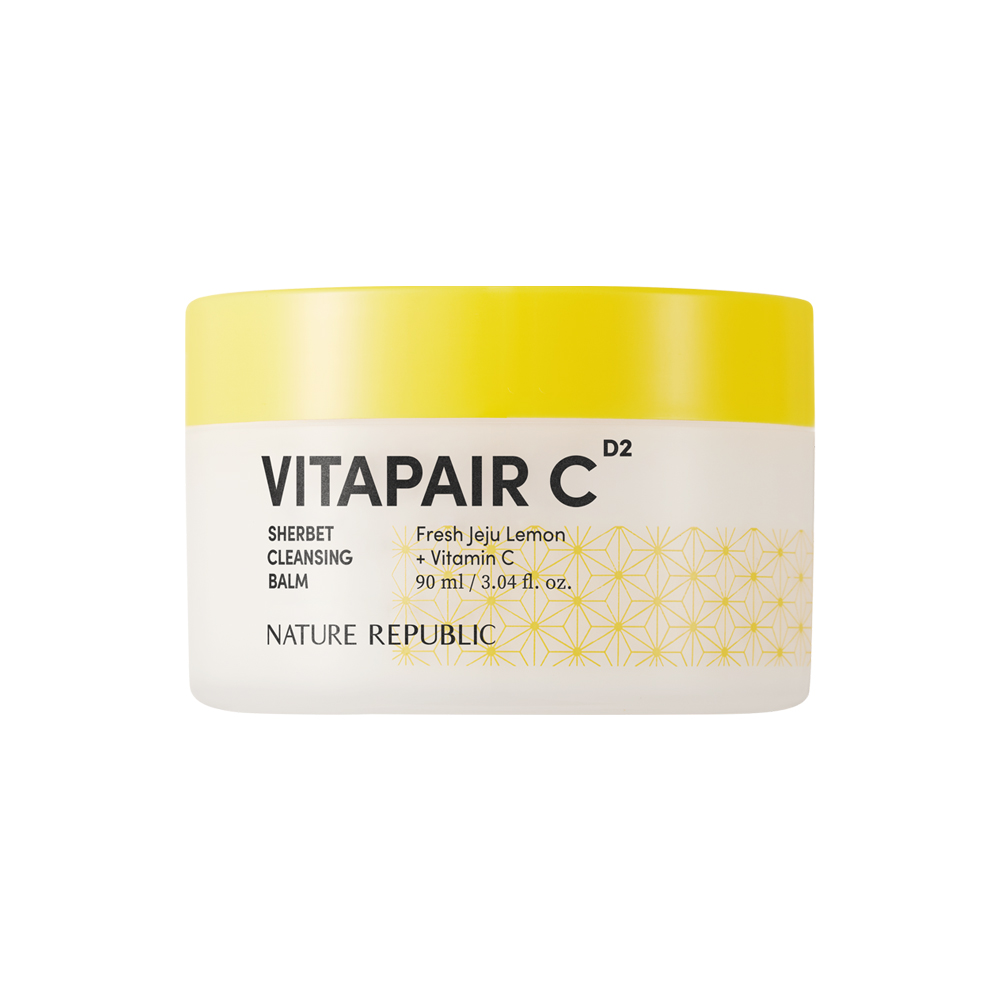 VITAPAIR C D2
SHERBET
CLEANSING
BALM
Fresh Jeju Lemon
+ Vitamin C
90 ml / 3.04 fl. oz.
NATURE REPUBLIC